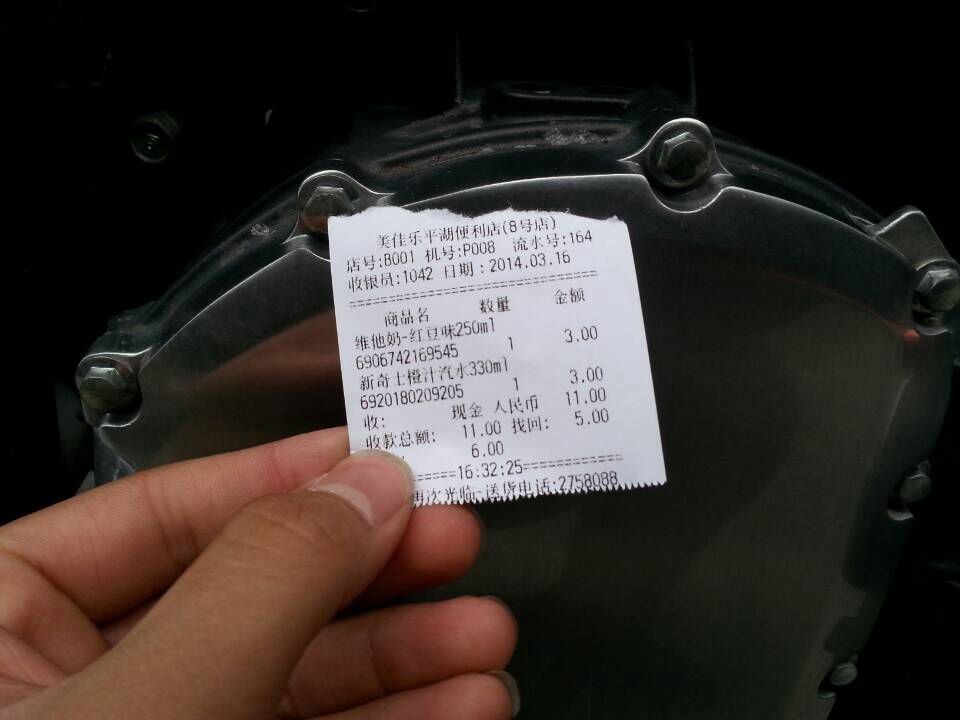 美佳乐平湖便利店(8号店)
店号:B001 机号:P008 流水号:164
收银员:1042 日期:2014.03.16
商品名 数量 金额
维他奶-红豆味250ml
6906742169545 1 3.00
新奇士橙汁汽水330ml
6920180209205 1 3.00
收: 现金 人民币 11.00
收款总额: 11.00 找回: 5.00
6.00
======16:32:25================
再次光临-送货电话:2758088